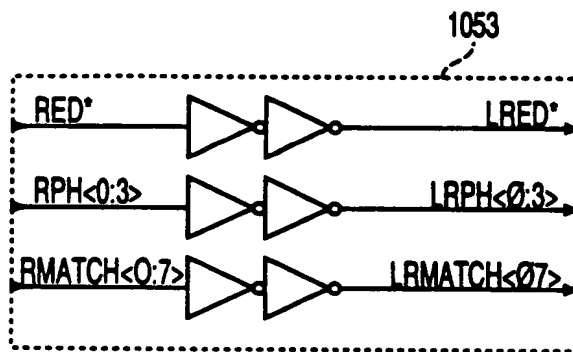 1053
RED* LRED*
RPH<0:3> LRPH<Ø:3>
RMATCH<0:7> LRMATCH<Ø7>